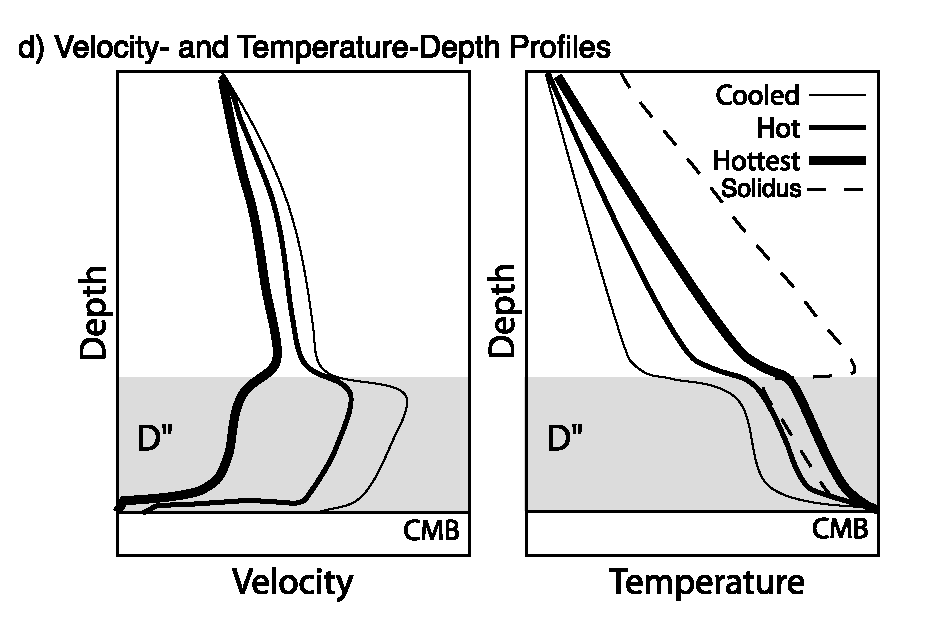 d) Velocity- and Temperature-Depth Profiles
Depth
D"
CMB
Velocity
Depth
Cooled
Hot
Hottest
Solidus
D"
CMB
Temperature